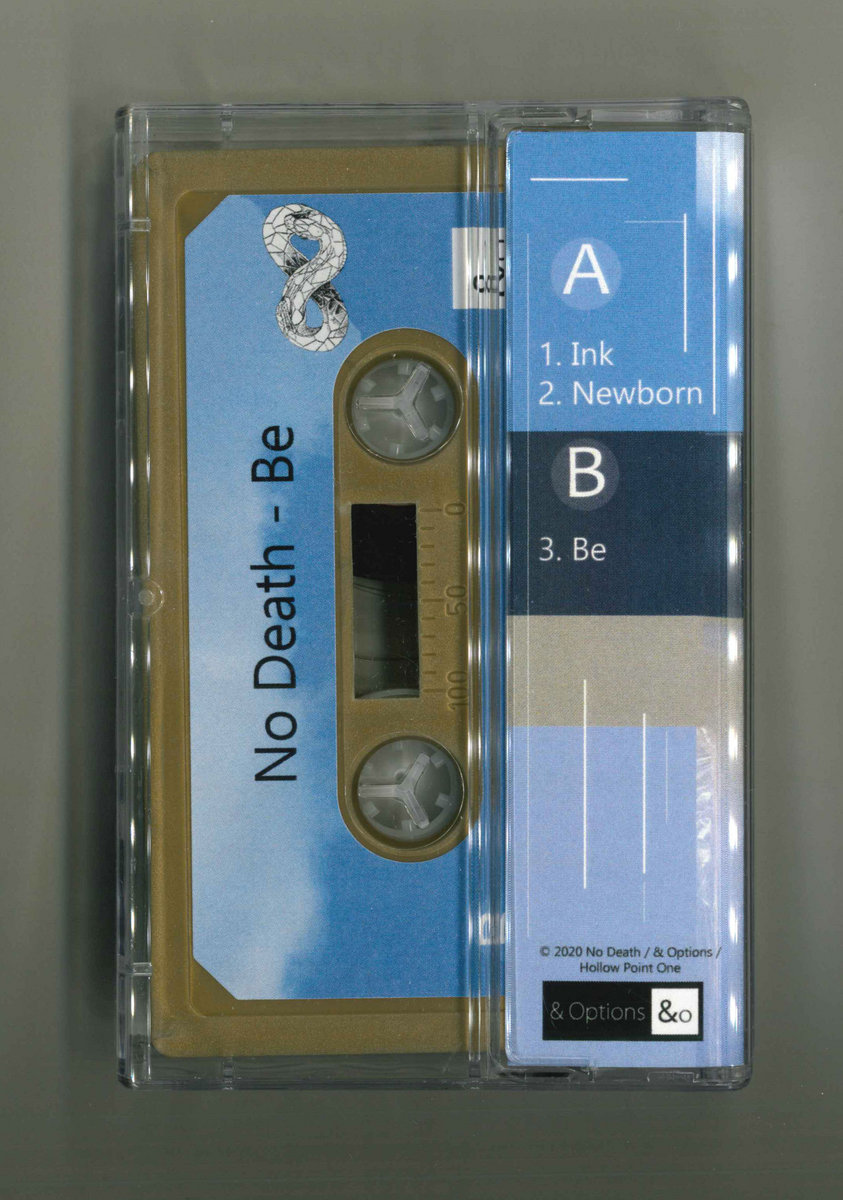 No Death - Be
0
50
100
A
1. Ink
2. Newborn
B
3. Be
© 2020 No Death / & Options /
Hollow Point One
& Options &o